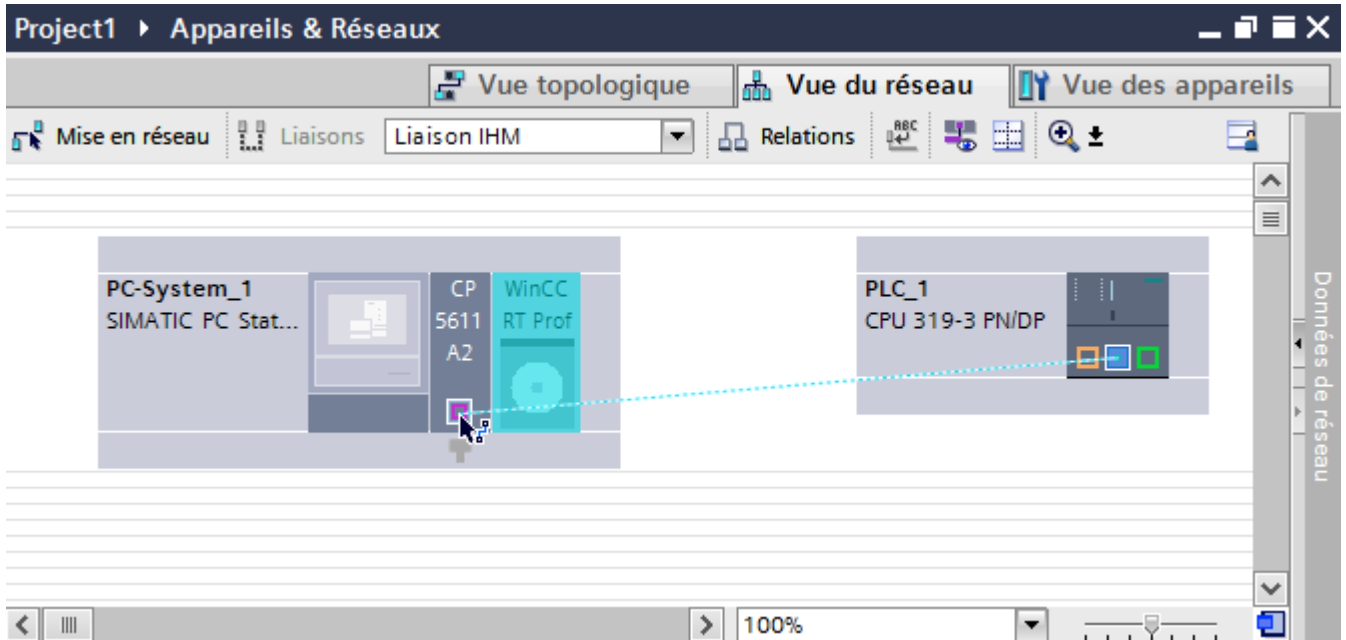 Project1 ▸ Appareils & Réseaux
Vue topologique
Vue du réseau
Vue des appareils
Mise en réseau
Liaisons
Liaison IHM
Relations
ABC
PC-System_1
SIMATIC PC Stat...
CP
5611
A2
WinCC
RT Prof
PLC_1
CPU 319-3 PN/DP
Données de réseau
100%